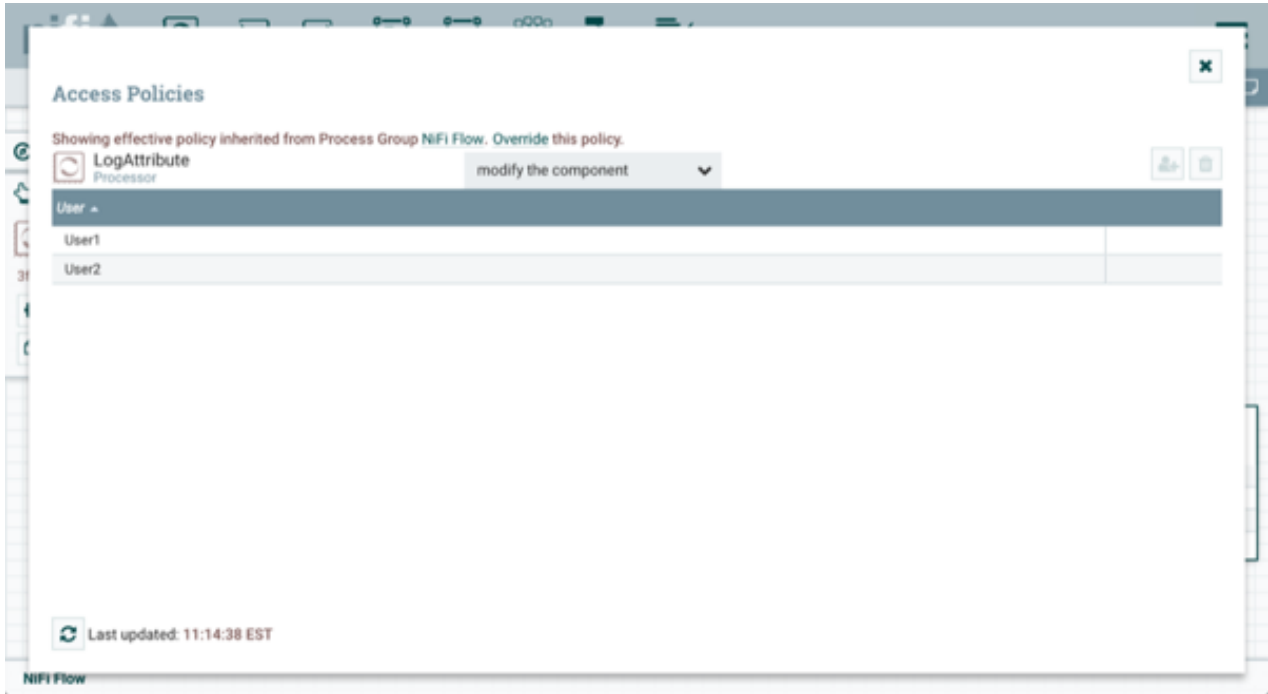 Access Policies
Showing effective policy inherited from Process Group NiFi Flow. Override this policy.
LogAttribute
Processor
modify the component
User
User1
User2
Last updated: 11:14:38 EST
NiFi Flow